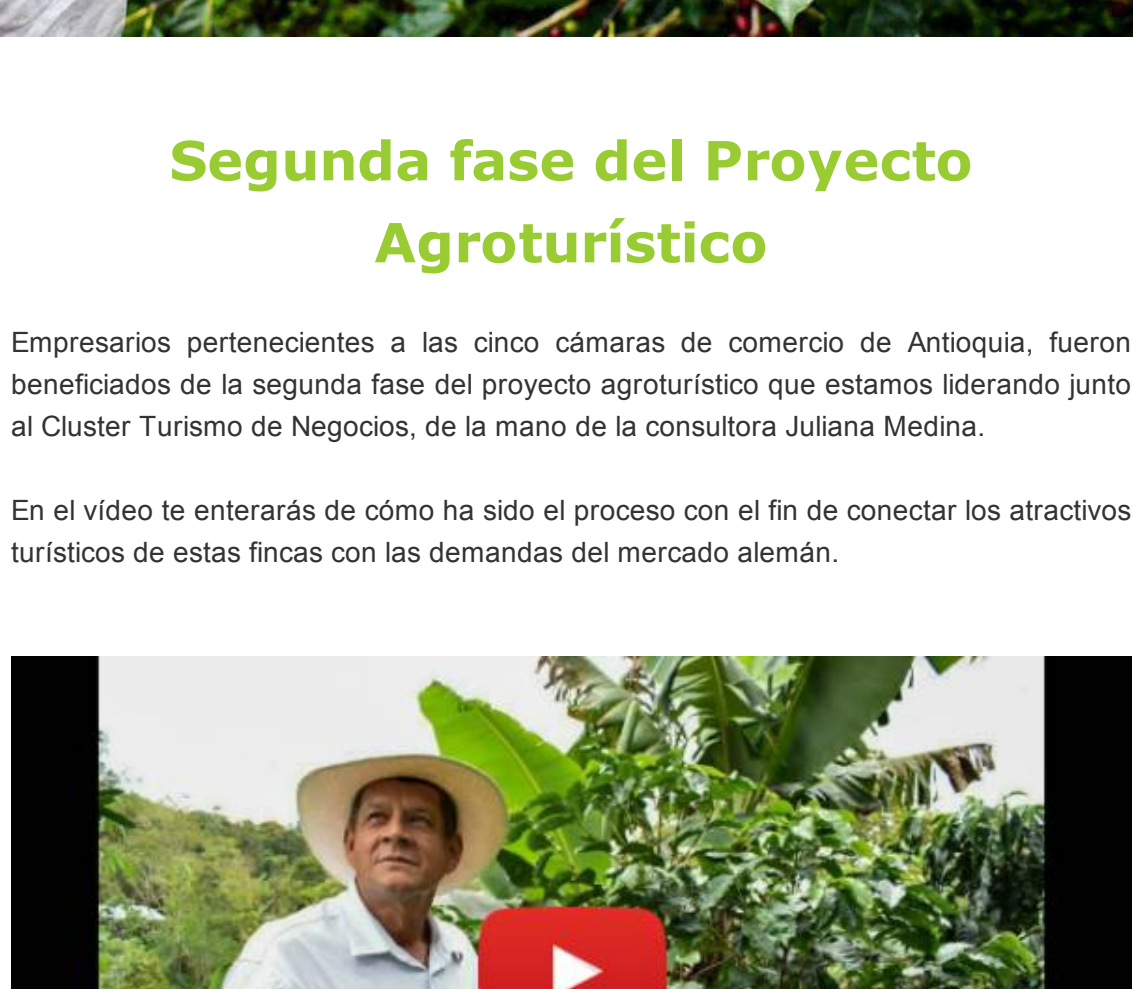 Segunda fase del Proyecto
Agroturístico
Empresarios pertenecientes a las cinco cámaras de comercio de Antioquia, fueron
beneficiados de la segunda fase del proyecto agroturístico que estamos liderando junto
al Cluster Turismo de Negocios, de la mano de la consultora Juliana Medina.
En el vídeo te enterarás de cómo ha sido el proceso con el fin de conectar los atractivos
turísticos de estas fincas con las demandas del mercado alemán.